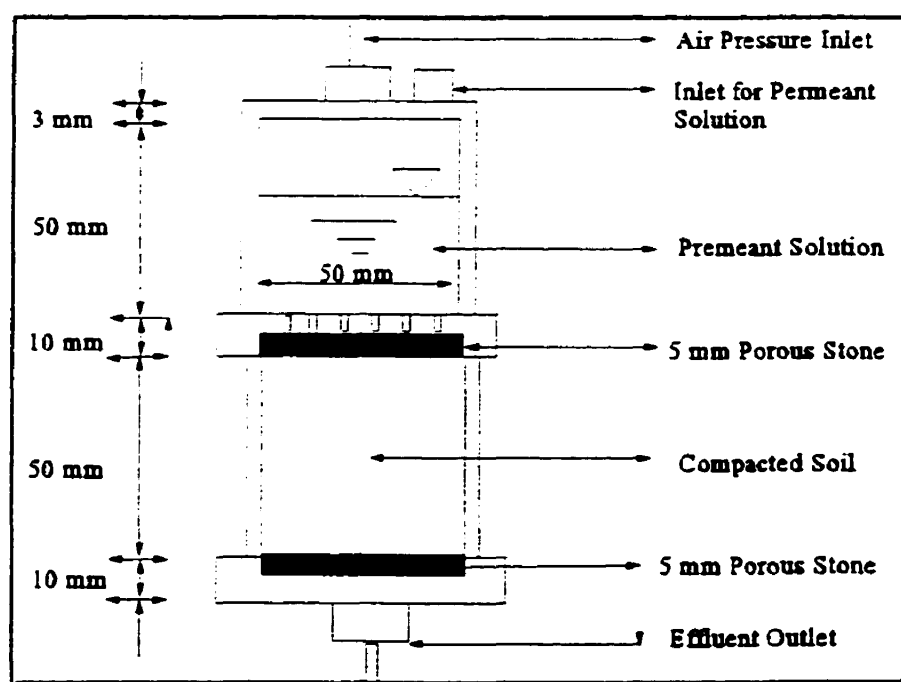 Air Pressure Inlet
3 mm
Inlet for Permeant
Solution
50 mm
Premeant Solution
50 mm
10 mm
5 mm Porous Stone
50 mm
Compacted Soil
10 mm
5 mm Porous Stone
Effluent Outlet